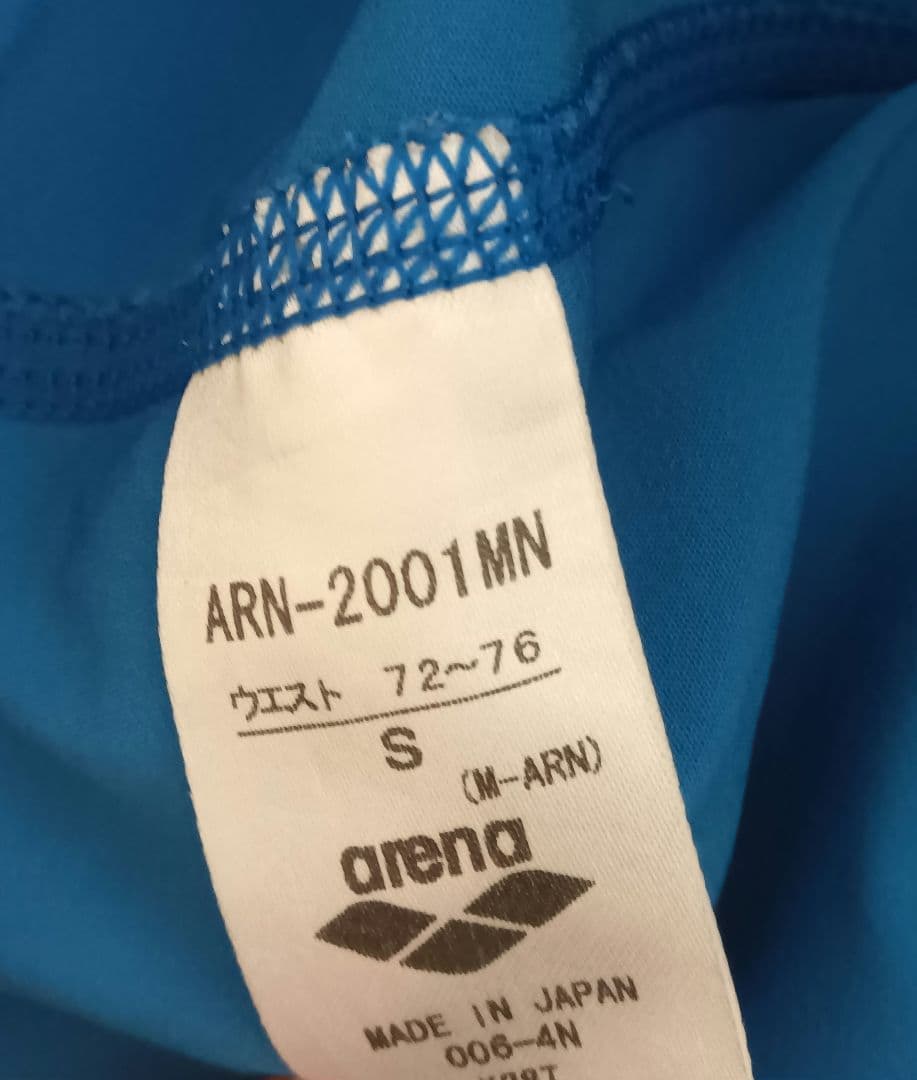 ARN-2001MN
ウエスト 72~76
S
(M-ARN)
arena
MADE IN JAPAN
006-4N